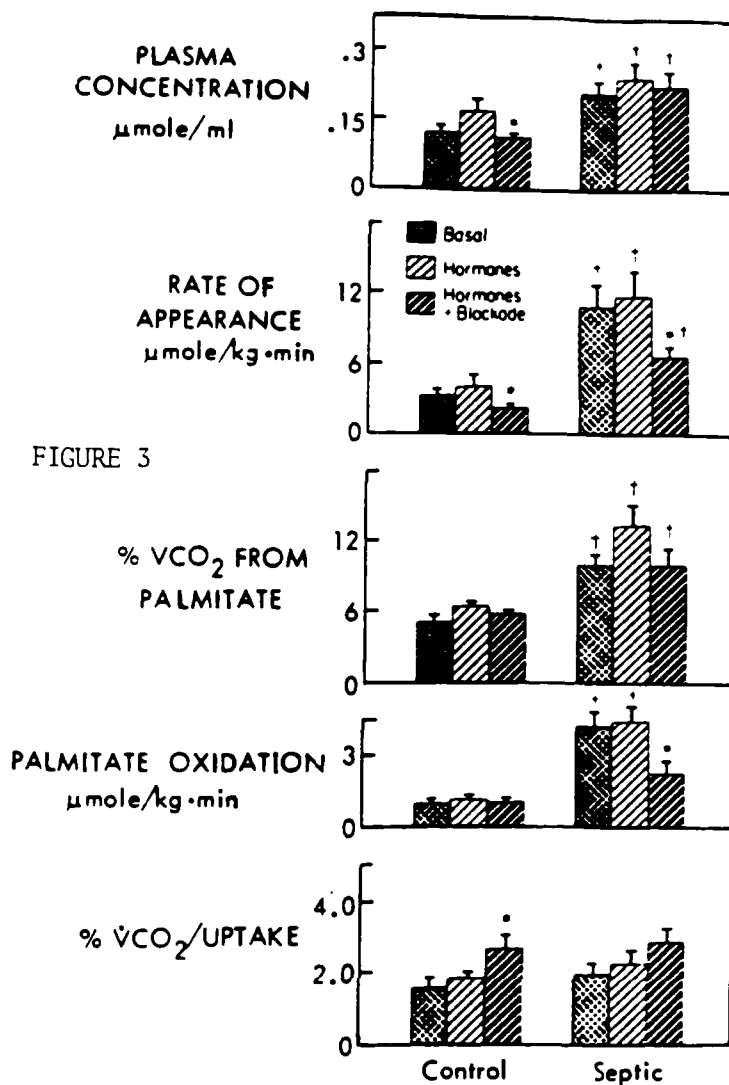 PLASMA
CONCENTRATION
µmole/ml
.3
.15
0
†
†
†
*
RATE OF
APPEARANCE
µmole/kg·min
12
6
0
Basal
Hormones
Hormones
+ Blockade
*
†
†
* †
FIGURE 3
% VCO2 FROM
PALMITATE
12
6
0
†
†
†
PALMITATE OXIDATION
µmole/kg·min
3
0
†
†
*
% V̇CO2/UPTAKE
4.0
2.0
0
*
Control
Septic